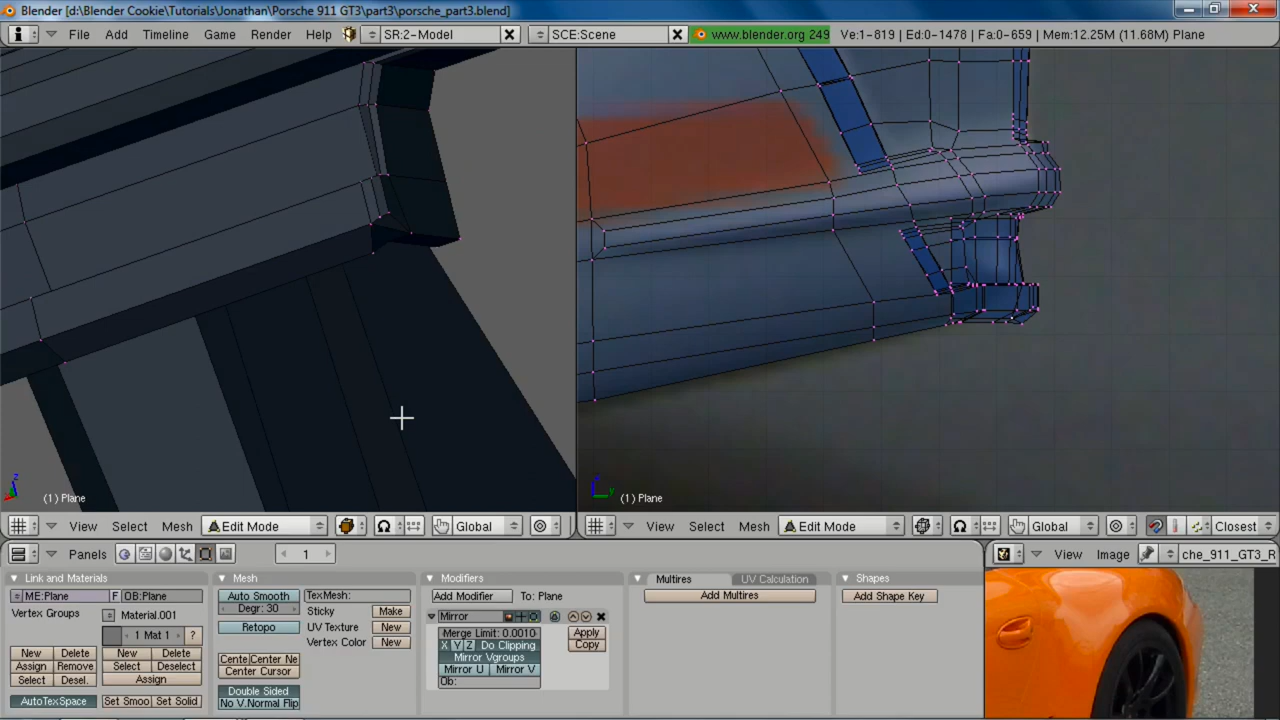 Blender [d:\Blender Cookie\Tutorials\Jonathan\Porsche 911 GT3\part3\porsche_part3.blend]
File Add Timeline Game Render Help SR:2-Model SCE:Scene www.blender.org 249 Ve:1-819 | Ed:0-1478 | Fa:0-659 | Mem:12.25M (11.68M) Plane
z
(1) Plane
(1) Plane
View Select Mesh Edit Mode Global
View Select Mesh Edit Mode Global Closest
Panels 1
View Image che_911_GT3_R
Link and Materials
ME:Plane F OB:Plane
Vertex Groups
Material.001
1 Mat 1 ?
New Delete New Delete
Assign Remove Select Deselect
Select Desel. Assign
AutoTexSpace Set Smoo Set Solid
Mesh
Auto Smooth
Degr: 30
Retopo
Cente Center Ne
Center Cursor
Double Sided
No V.Normal Flip
TexMesh:
Sticky Make
UV Texture New
Vertex Color New
Modifiers
Add Modifier To: Plane
Mirror
Merge Limit: 0.0010 Apply
X Y Z Do Clipping Copy
Mirror Vgroups
Mirror U Mirror V
Ob:
Multires UV Calculation
Add Multires
Shapes
Add Shape Key